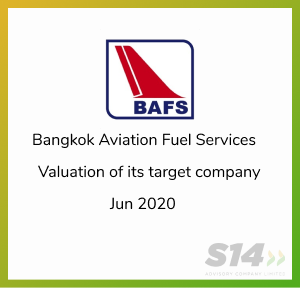 BAFS
Bangkok Aviation Fuel Services
Valuation of its target company
Jun 2020
S14
ADVISORY COMPANY LIMITED